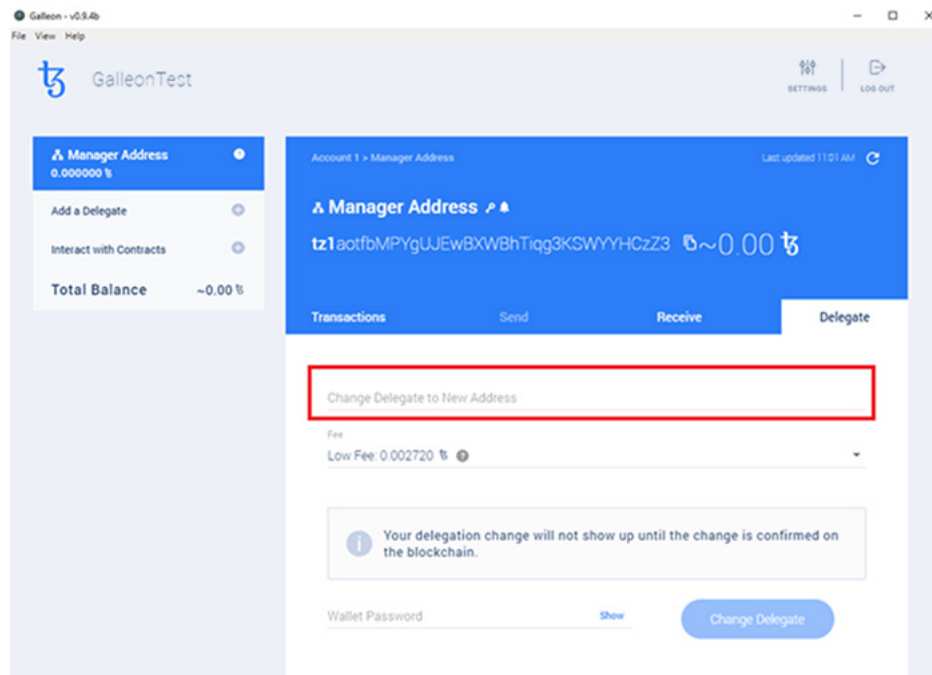 Galleon - v0.9.4b
File View Help
GalleonTest
SETTINGS
LOG OUT
Manager Address
0.000000 ꜩ
Add a Delegate
Interact with Contracts
Total Balance ~0.00 ꜩ
Account 1 > Manager Address
Last updated 11:01 AM
Manager Address
tz1aotfbMPYgUJEwBXWBhTiqg3KSWYYHCzZ3 ~0.00 ꜩ
Transactions Send Receive Delegate
Change Delegate to New Address
Fee
Low Fee: 0.002720 ꜩ
Your delegation change will not show up until the change is confirmed on
the blockchain.
Wallet Password Show
Change Delegate